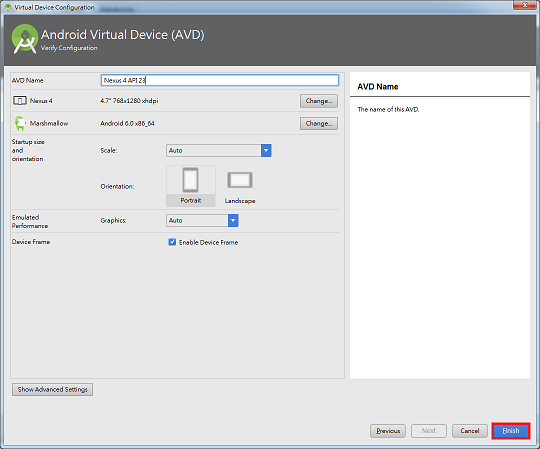 Virtual Device Configuration
Android Virtual Device (AVD)
Verify Configuration
AVD Name
Nexus 4 API 23
Nexus 4
4.7" 768x1280 xhdpi
Change...
Marshmallow
Android 6.0 x86_64
Change...
Startup size
and
orientation
Scale:
Auto
Orientation:
Portrait
Landscape
Emulated
Performance
Graphics:
Auto
Device Frame
Enable Device Frame
Show Advanced Settings
AVD Name
The name of this AVD.
Previous
Next
Cancel
Finish